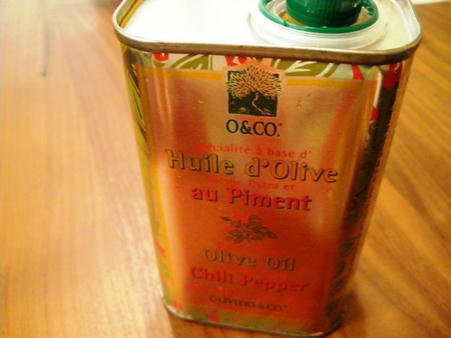 O&CO.
spécialité à base d'
Huile d'Olive
Extra et
au Piment
Olive Oil
Chili Pepper
OLIVIERS & CO.